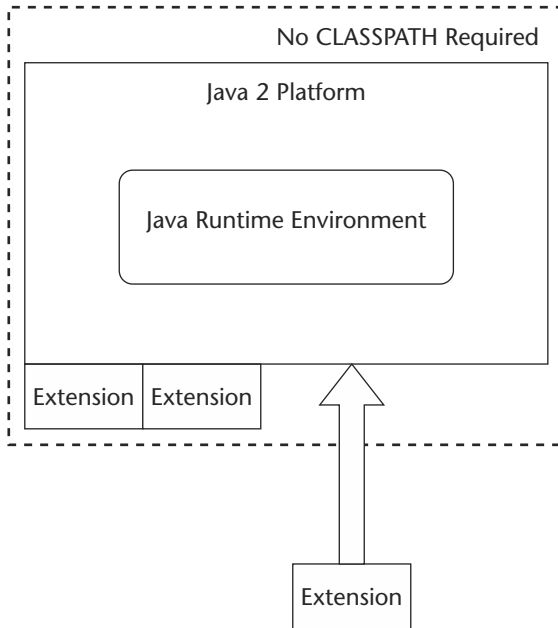 No CLASSPATH Required
Java 2 Platform
Java Runtime Environment
Extension
Extension
Extension